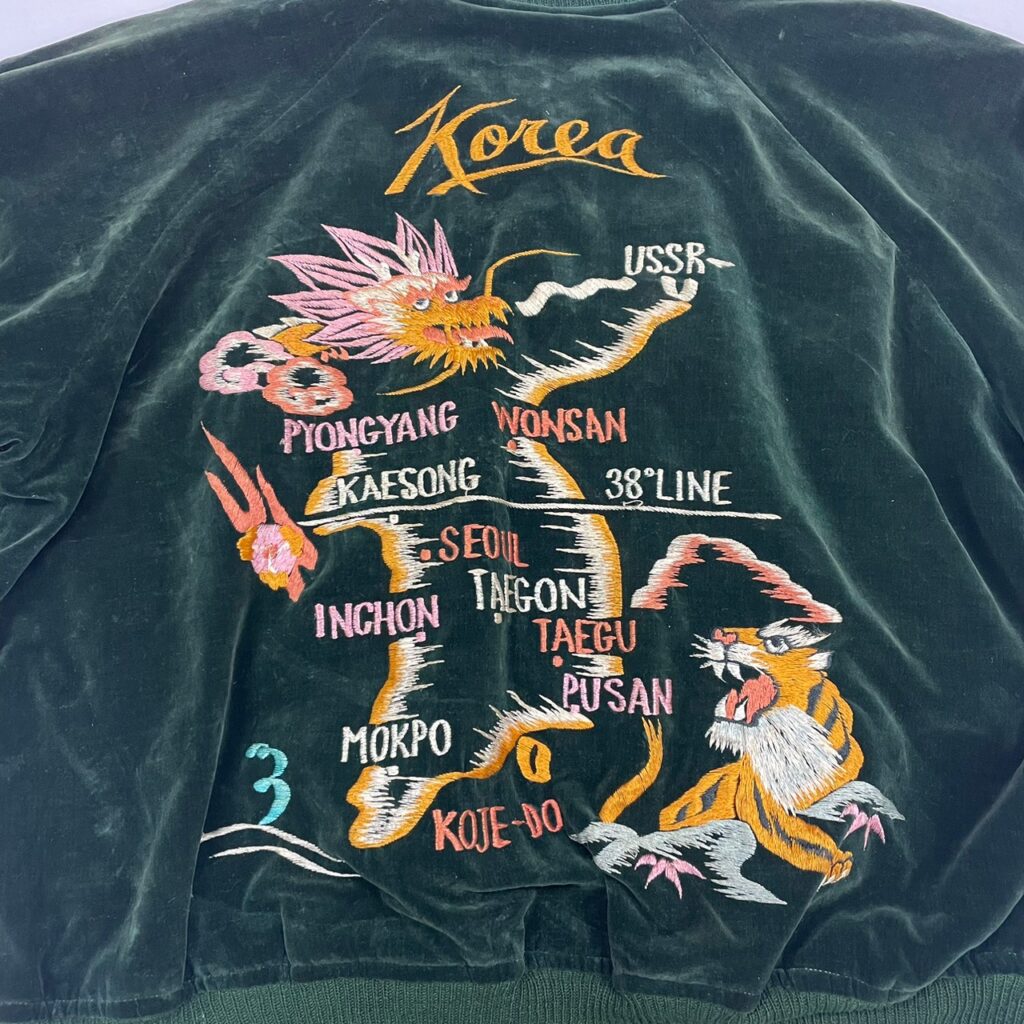 Korea
USSR-
PYONGYANG
WONSAN
KAESONG
38°LINE
SEOUL
TAEGON
INCHON
TAEGU
PUSAN
MOKPO
3
KOJE-DO